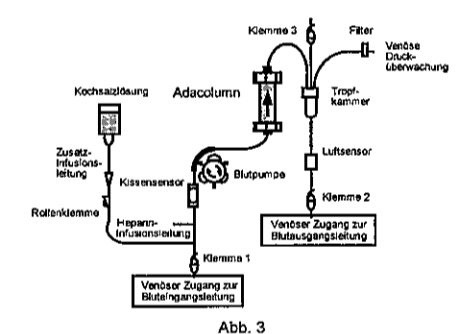 Klemme 3
Filter
Venöse
Druck-
überwachung
Kochsalzlösung
Adacolumn
Tropf-
kammer
Zusatz-
Infusions-
leitung
Kissensensor
Blutpumpe
Luftsensor
Rollenklemme
Heparin-
Infusionsleitung
Klemme 2
Venöser Zugang zur
Blutausgangsleitung
Klemme 1
Venöser Zugang zur
Bluteingangsleitung
Abb. 3